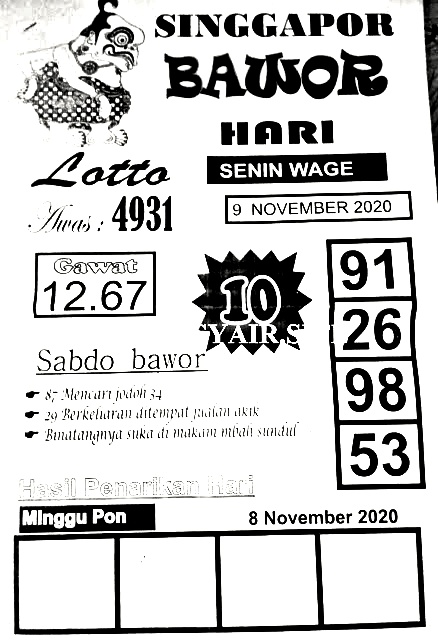 SINGGAPOR
BAWOR
HARI
Lotto
SENIN WAGE
Awas : 4931
9 NOVEMBER 2020
Gawat
12.67
10
91
26
98
53
GYAIR.S
Sabdo bawor
87 Mencari jodoh 34
29 Berkeliaran ditempat jualan akik
Binatangnya suka di makam mbah sundul
Hasil Penarikan Hari
Minggu Pon
8 November 2020